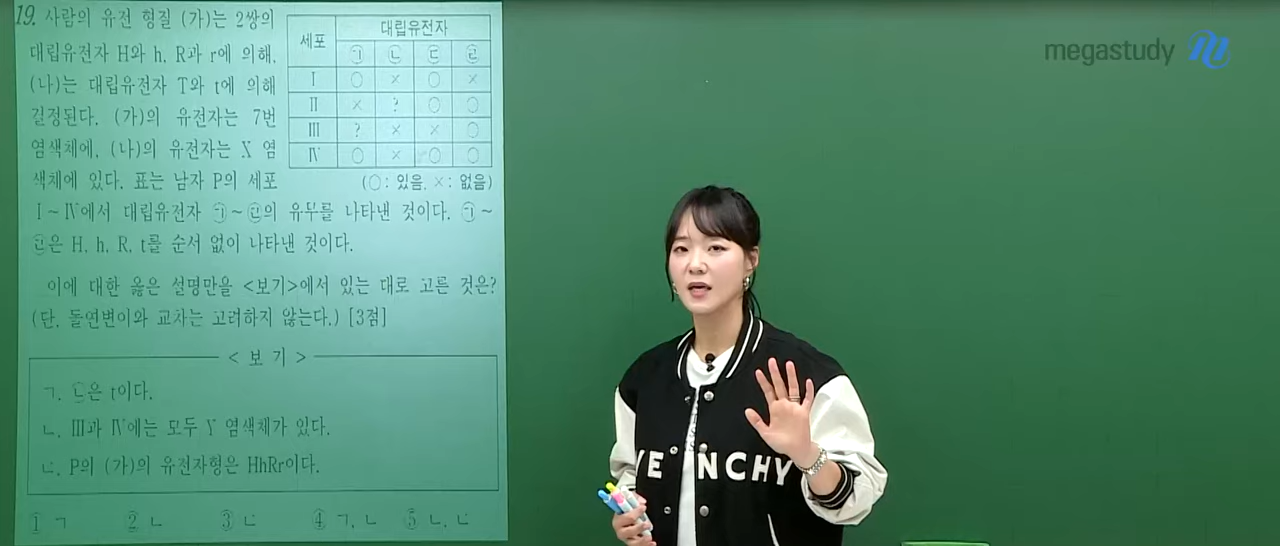 19. 사람의 유전 형질 (가)는 2쌍의
대립유전자 H와 h, R과 r에 의해,
(나)는 대립유전자 T와 t에 의해
결정된다. (가)의 유전자는 7번
염색체에, (나)의 유전자는 X 염
색체에 있다. 표는 남자 P의 세포
세포 대립유전자
㉠ ㉡ ㉢ ㉣
Ⅰ ○ × ○ ×
Ⅱ × ? ○ ○
Ⅲ ? × × ○
Ⅳ ○ × ○ ○
(○: 있음, ×: 없음)
Ⅰ~Ⅳ에서 대립유전자 ㉠~㉣의 유무를 나타낸 것이다. ㉠~
㉣은 H, h, R, t를 순서 없이 나타낸 것이다.
이에 대한 옳은 설명만을 <보기>에서 있는 대로 고른 것은?
(단, 돌연변이와 교차는 고려하지 않는다.) [3점]
< 보 기 >
ㄱ. ㉡은 t이다.
ㄴ. Ⅲ과 Ⅳ에는 모두 Y 염색체가 있다.
ㄷ. P의 (가)의 유전자형은 HhRr이다.
① ㄱ ② ㄴ ③ ㄷ ④ ㄱ, ㄴ ⑤ ㄴ, ㄷ
megastudy
VENCHY